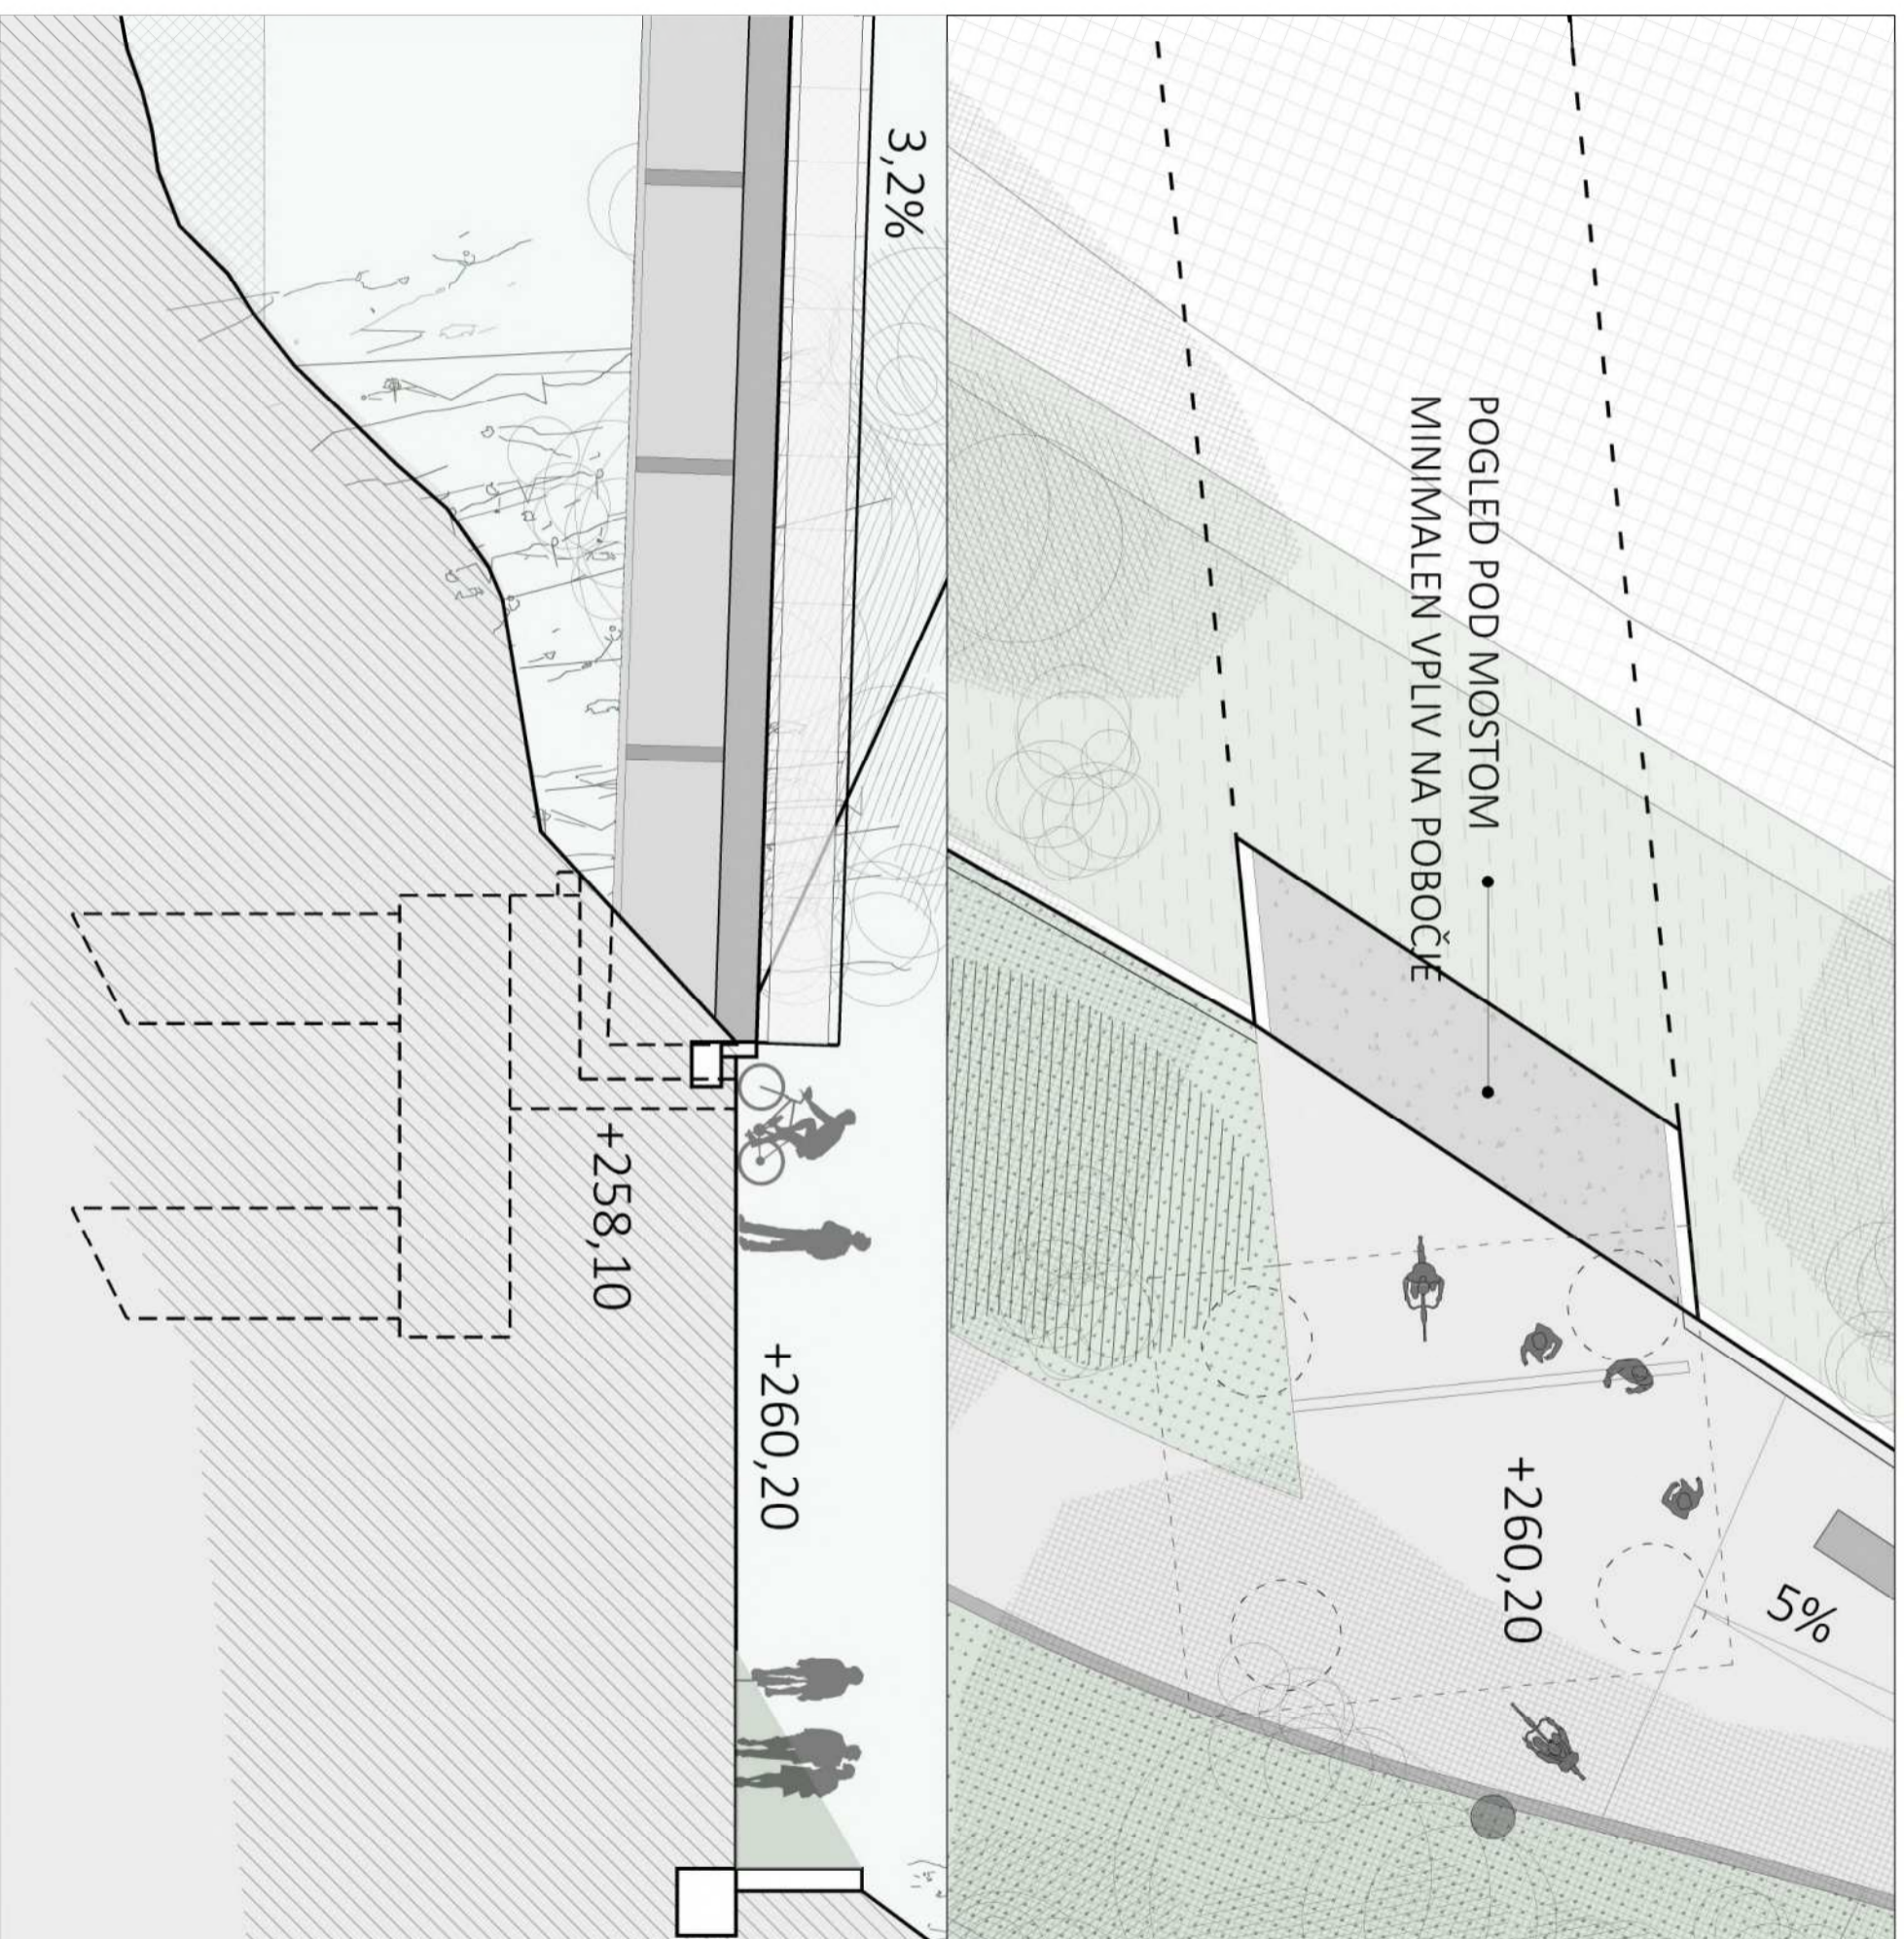 POGLED POD MOSTOM
MINIMALEN VPLIV NA POBOČJE
5%
+260,20
3,2%
+260,20
+258,10